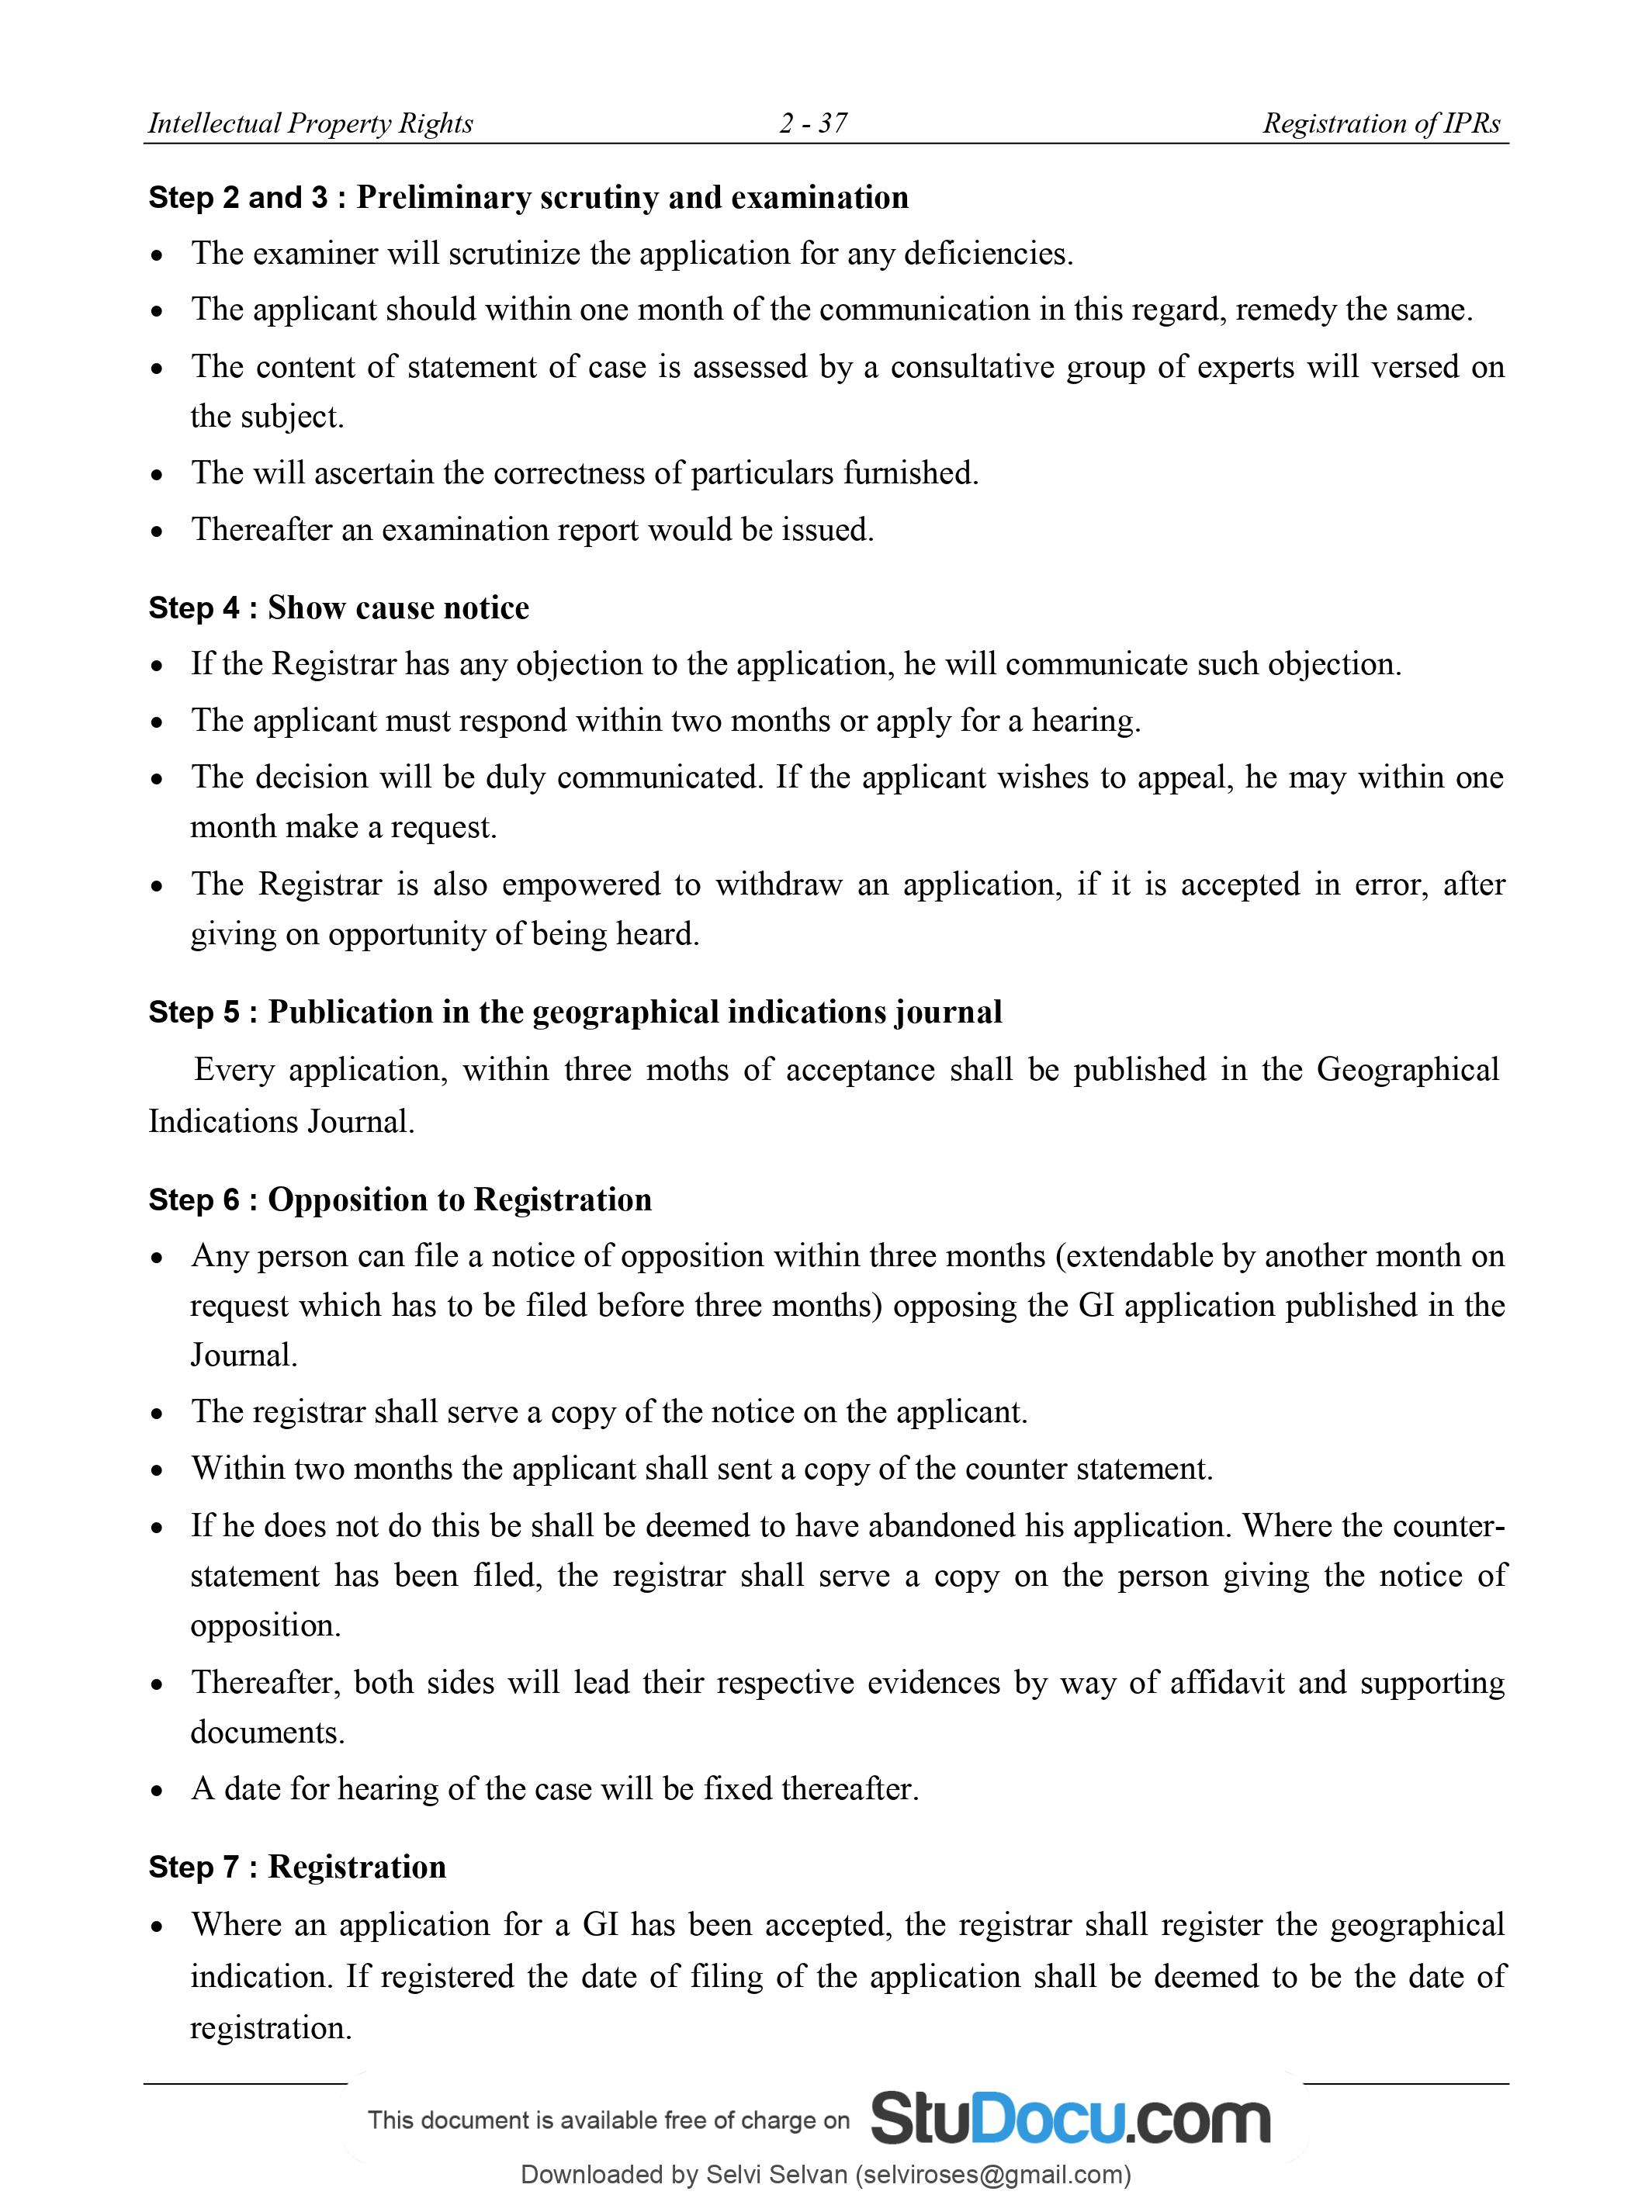 Intellectual Property Rights 2 - 37 Registration of IPRs
Step 2 and 3 : Preliminary scrutiny and examination
• The examiner will scrutinize the application for any deficiencies.
• The applicant should within one month of the communication in this regard, remedy the same.
• The content of statement of case is assessed by a consultative group of experts will versed on
the subject.
• The will ascertain the correctness of particulars furnished.
• Thereafter an examination report would be issued.
Step 4 : Show cause notice
• If the Registrar has any objection to the application, he will communicate such objection.
• The applicant must respond within two months or apply for a hearing.
• The decision will be duly communicated. If the applicant wishes to appeal, he may within one
month make a request.
• The Registrar is also empowered to withdraw an application, if it is accepted in error, after
giving on opportunity of being heard.
Step 5 : Publication in the geographical indications journal
Every application, within three moths of acceptance shall be published in the Geographical
Indications Journal.
Step 6 : Opposition to Registration
• Any person can file a notice of opposition within three months (extendable by another month on
request which has to be filed before three months) opposing the GI application published in the
Journal.
• The registrar shall serve a copy of the notice on the applicant.
• Within two months the applicant shall sent a copy of the counter statement.
• If he does not do this be shall be deemed to have abandoned his application. Where the counter-
statement has been filed, the registrar shall serve a copy on the person giving the notice of
opposition.
• Thereafter, both sides will lead their respective evidences by way of affidavit and supporting
documents.
• A date for hearing of the case will be fixed thereafter.
Step 7 : Registration
• Where an application for a GI has been accepted, the registrar shall register the geographical
indication. If registered the date of filing of the application shall be deemed to be the date of
registration.
This document is available free of charge on StuDocu.com
Downloaded by Selvi Selvan (selviroses@gmail.com)